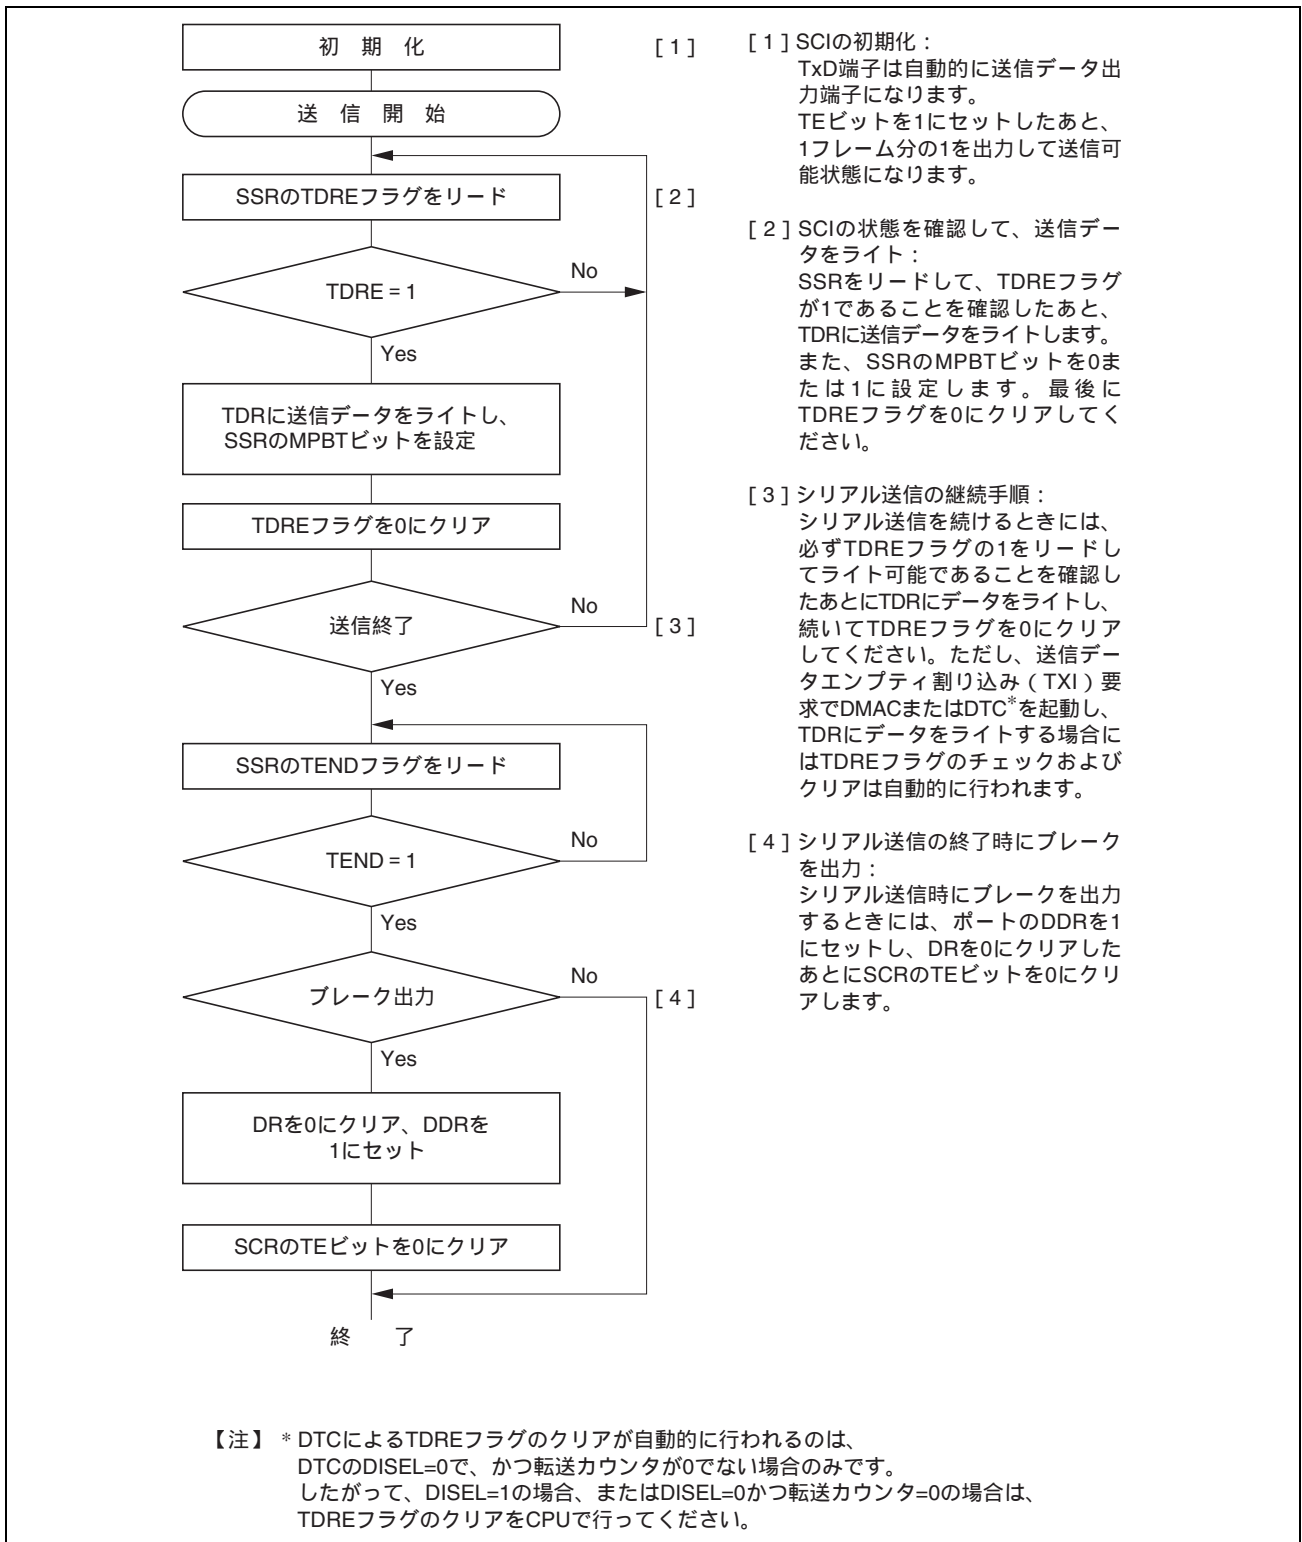 初 期 化
[1]
送 信 開 始
SSRのTDREフラグをリード
[2]
TDRE = 1
No
Yes
TDRに送信データをライトし、
SSRのMPBTビットを設定
TDREフラグを0にクリア
送信終了
No
[3]
Yes
SSRのTENDフラグをリード
TEND = 1
No
Yes
ブレーク出力
No
[4]
Yes
DRを0にクリア、DDRを
1にセット
SCRのTEビットを0にクリア
終 了
[1] SCIの初期化：
TxD端子は自動的に送信データ出
力端子になります。
TEビットを1にセットしたあと、
1フレーム分の1を出力して送信可
能状態になります。
[2] SCIの状態を確認して、送信デー
タをライト：
SSRをリードして、TDREフラグ
が1であることを確認したあと、
TDRに送信データをライトします。
また、SSRのMPBTビットを0ま
たは1に設定します。最後に
TDREフラグを0にクリアしてく
ださい。
[3] シリアル送信の継続手順：
シリアル送信を続けるときには、
必ずTDREフラグの1をリードし
てライト可能であることを確認し
たあとにTDRにデータをライトし、
続いてTDREフラグを0にクリア
してください。ただし、送信デー
タエンプティ割り込み（TXI）要
求でDMACまたはDTC*を起動し、
TDRにデータをライトする場合に
はTDREフラグのチェックおよび
クリアは自動的に行われます。
[4] シリアル送信の終了時にブレーク
を出力：
シリアル送信時にブレークを出力
するときには、ポートのDDRを1
にセットし、DRを0にクリアした
あとにSCRのTEビットを0にクリ
アします。
【注】 * DTCによるTDREフラグのクリアが自動的に行われるのは、
DTCのDISEL=0で、かつ転送カウンタが0でない場合のみです。
したがって、DISEL=1の場合、またはDISEL=0かつ転送カウンタ=0の場合は、
TDREフラグのクリアをCPUで行ってください。